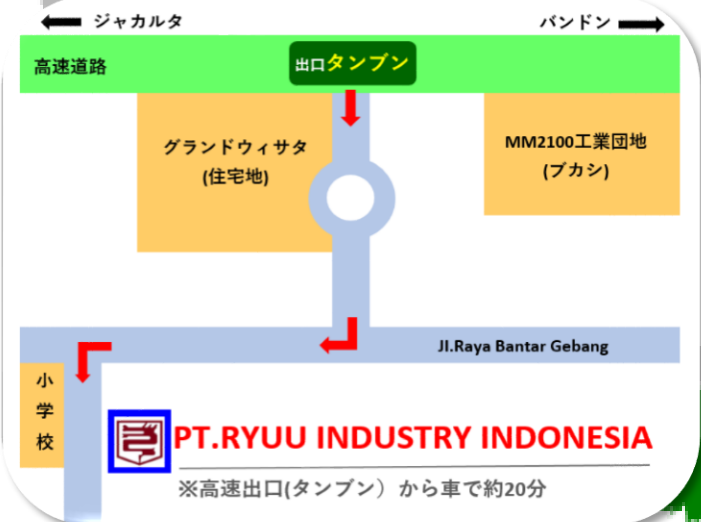 ジャカルタ
バンドン
高速道路
出口タンブン
グランドウィサタ
(住宅地)
MM2100工業団地
(ブカシ)
Jl.Raya Bantar Gebang
小
学
校
PT.RYUU INDUSTRY INDONESIA
※高速出口(タンブン）から車で約20分